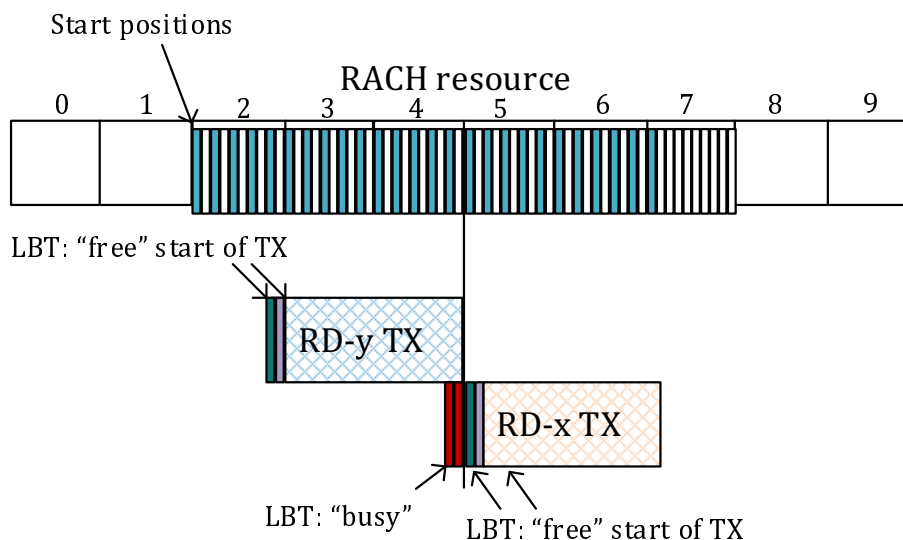 Start positions
RACH resource
0 1 2 3 4 5 6 7 8 9
LBT: “free” start of TX
RD-y TX
RD-x TX
LBT: “busy”
LBT: “free” start of TX